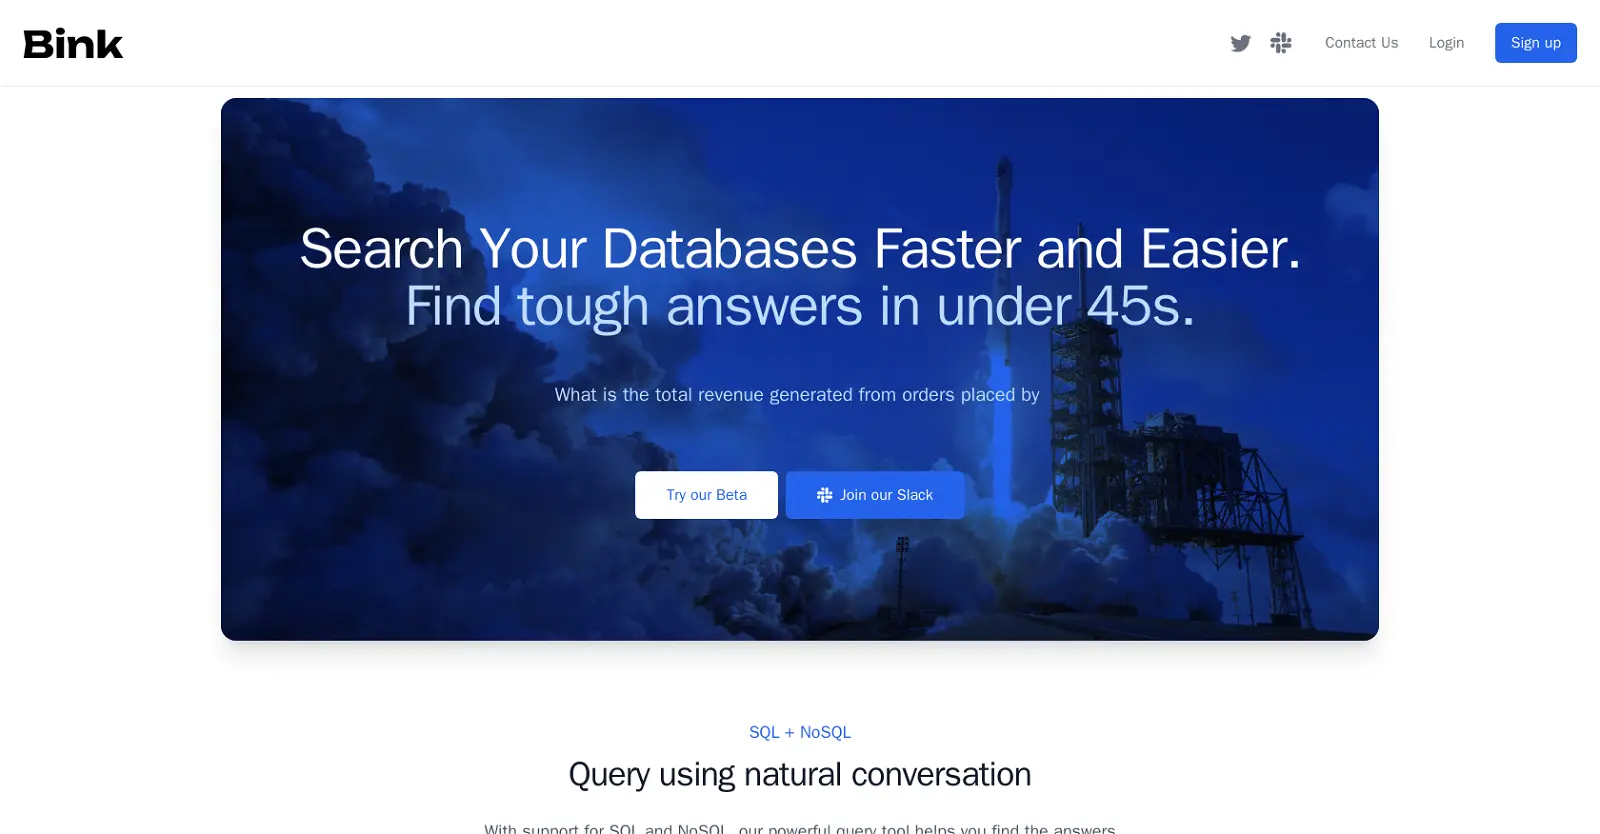 Bink
Contact Us
Login
Sign up
Search Your Databases Faster and Easier.
Find tough answers in under 45s.
What is the total revenue generated from orders placed by
Try our Beta
Join our Slack
SQL + NoSQL
Query using natural conversation
With support for SQL and NoSQL, our powerful query tool helps you find the answers